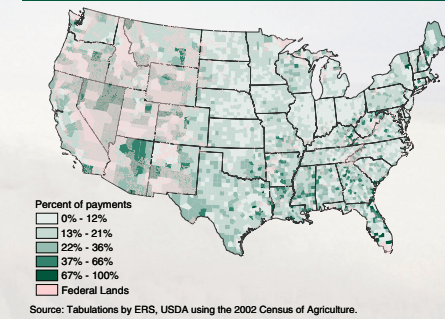 Percent of payments
0% - 12%
13% - 21%
22% - 36%
37% - 66%
67% - 100%
Federal Lands
Source: Tabulations by ERS, USDA using the 2002 Census of Agriculture.